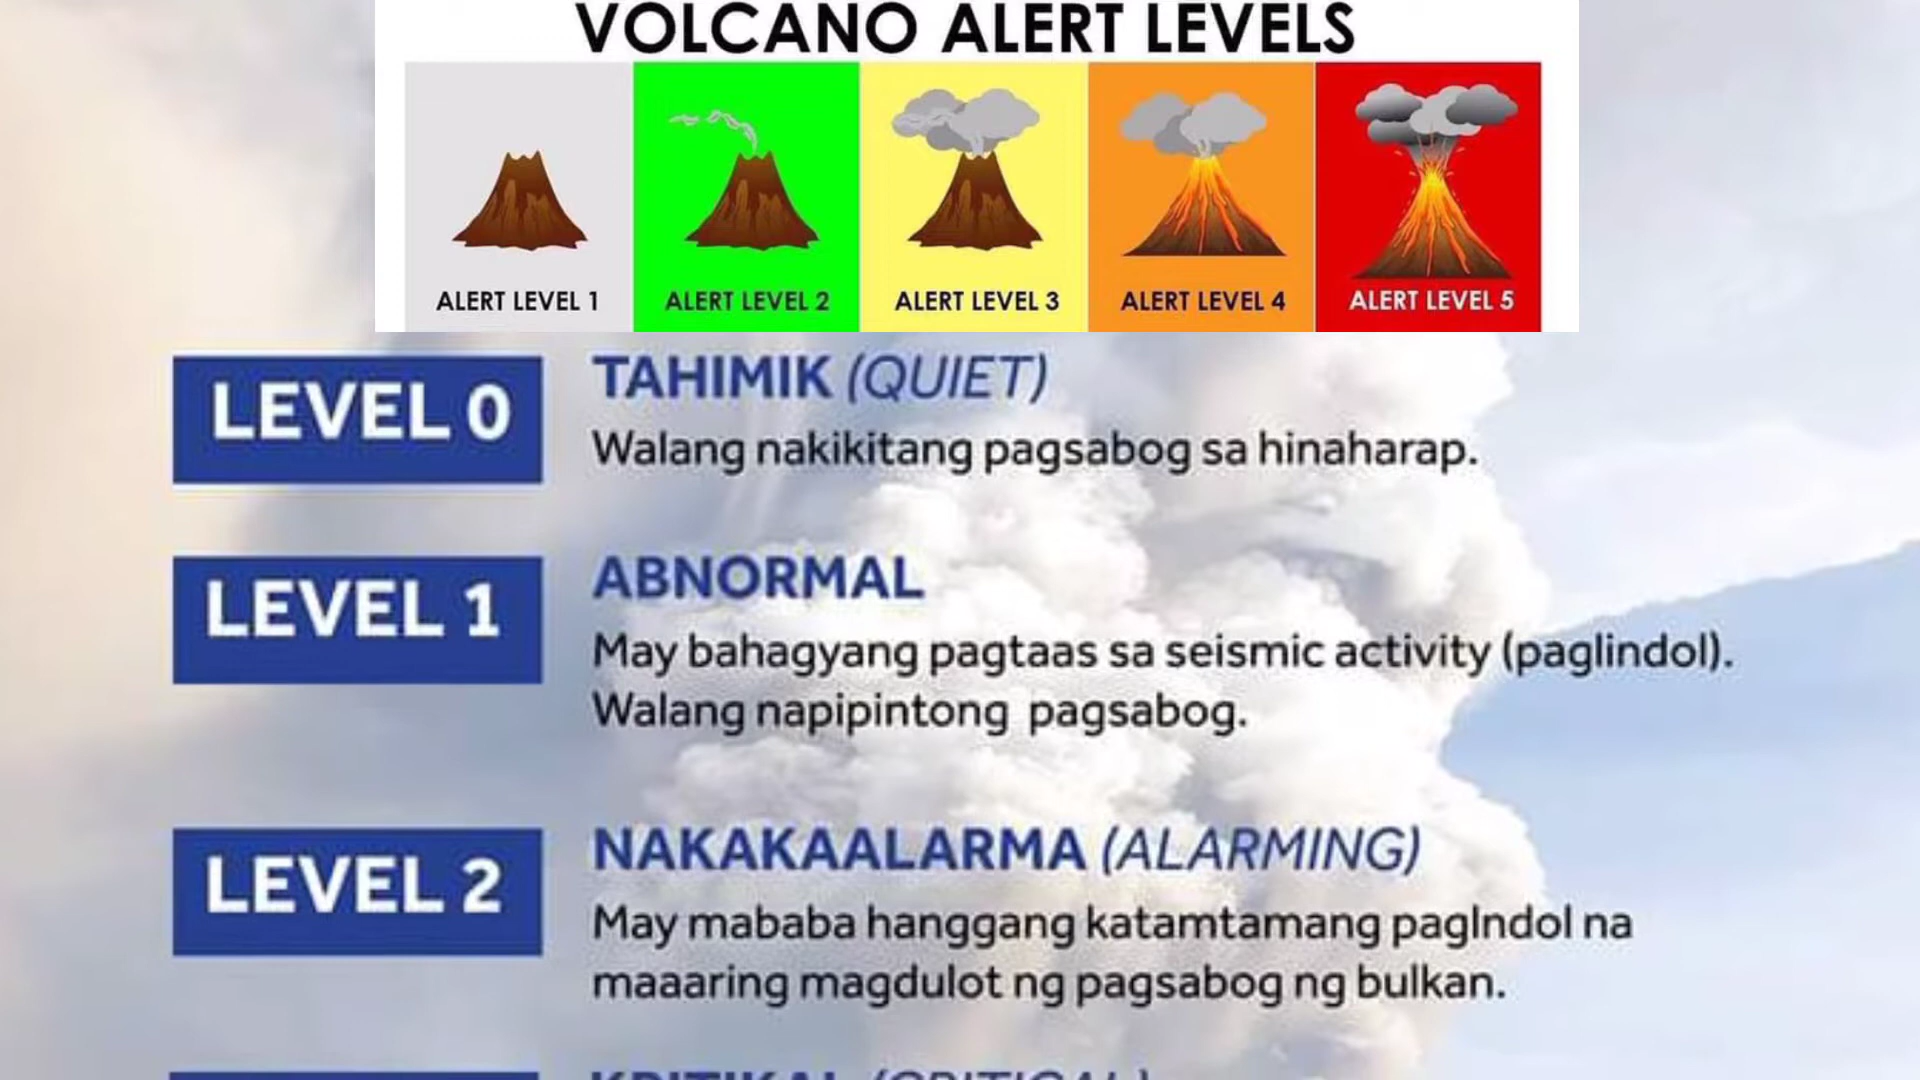 VOLCANO ALERT LEVELS
ALERT LEVEL 1
ALERT LEVEL 2
ALERT LEVEL 3
ALERT LEVEL 4
ALERT LEVEL 5
LEVEL 0
TAHIMIK (QUIET)
Walang nakikitang pagsabog sa hinaharap.
LEVEL 1
ABNORMAL
May bahagyang pagtaas sa seismic activity (paglindol).
Walang napipintong pagsabog.
LEVEL 2
NAKAKAALARMA (ALARMING)
May mababa hanggang katamtamang paglndol na
maaaring magdulot ng pagsabog ng bulkan.
KRITIKAL (CRITICAL)